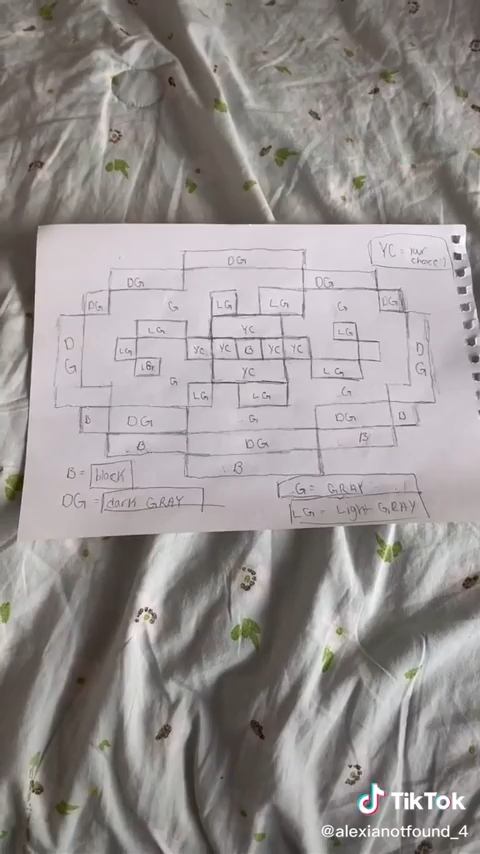 YC = your choice!!
DG
DG DG
DG G LG LG G DG
LG YC LG
DG LG YC YC B YC YC DG
LG YC LG
G G
LG LG
B DG G DG B
B DG B
B
B = black
DG = dark GRAY
G = GRAY
LG = Light GRAY
TikTok
@alexianotfound_4